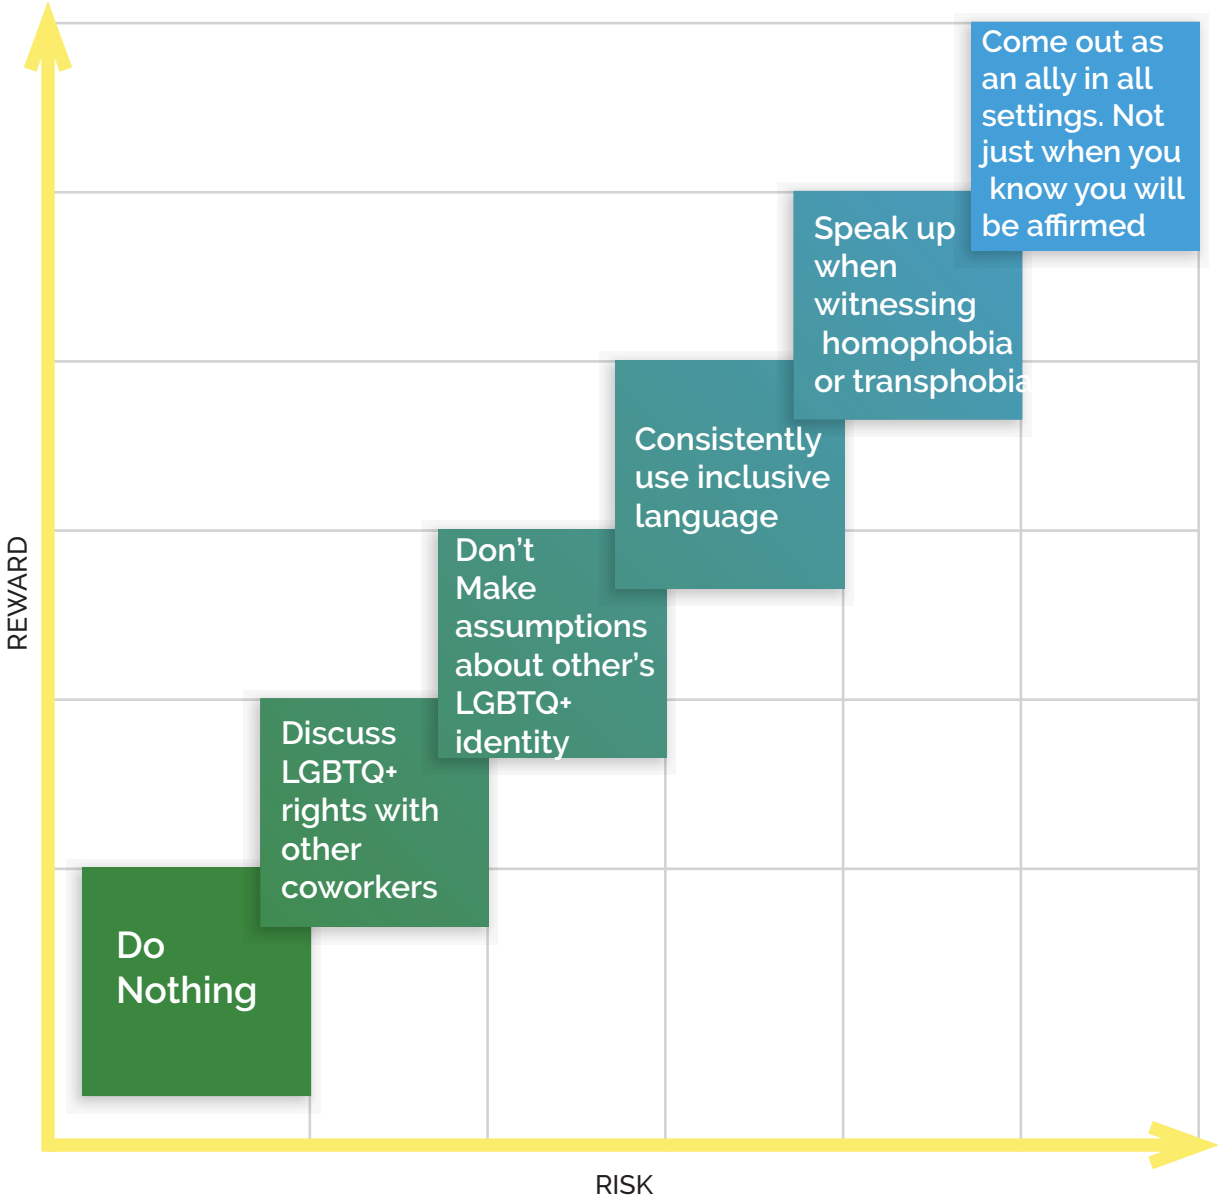 Come out as
an ally in all
settings. Not
just when you
know you will
be affirmed
Speak up
when
witnessing
homophobia
or transphobia
Consistently
use inclusive
language
Don't
Make
assumptions
about other's
LGBTQ+
identity
Discuss
LGBTQ+
rights with
other
coworkers
Do
Nothing
REWARD
RISK